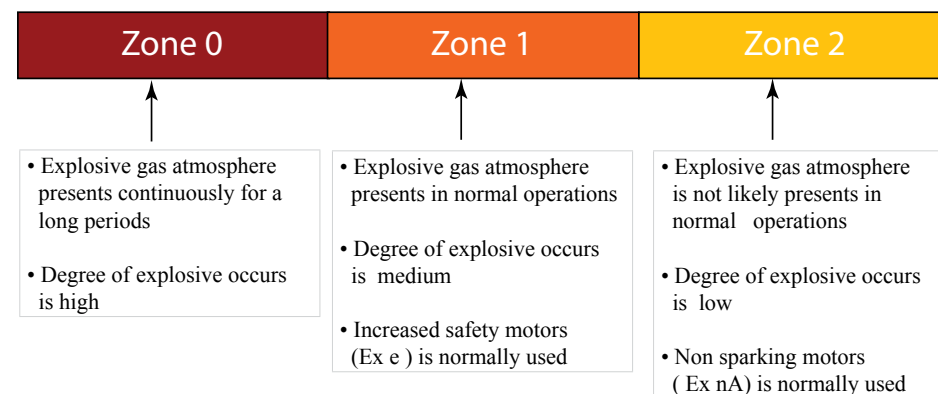 Zone 0
Zone 1
Zone 2
• Explosive gas atmosphere
presents continuously for a
long periods
• Degree of explosive occurs
is high
• Explosive gas atmosphere
presents in normal operations
• Degree of explosive occurs
is medium
• Increased safety motors
(Ex e ) is normally used
• Explosive gas atmosphere
is not likely presents in
normal operations
• Degree of explosive occurs
is low
• Non sparking motors
( Ex nA) is normally used